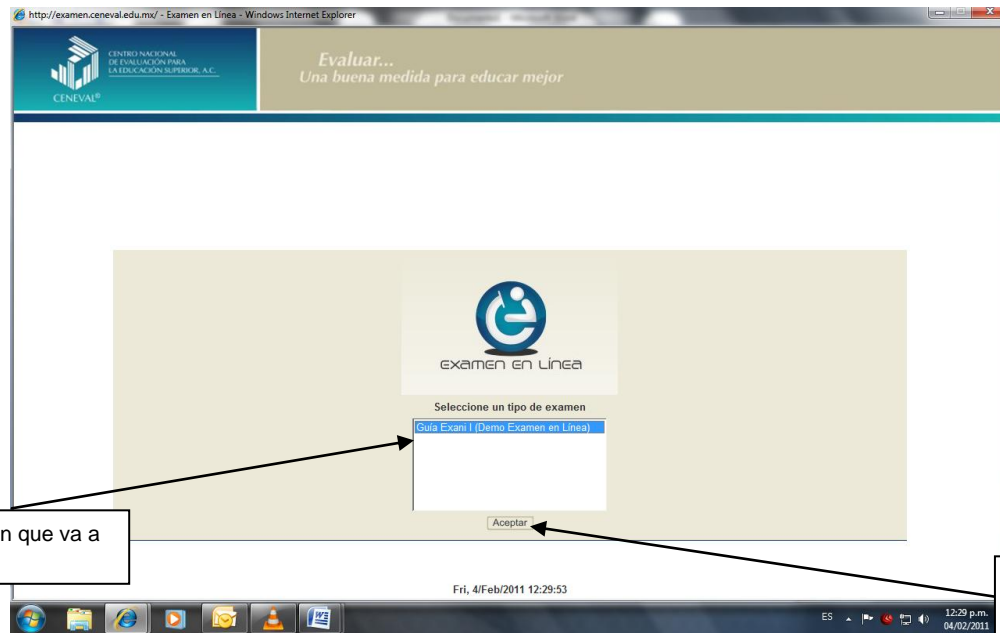 http://examen.ceneval.edu.mx/ - Examen en Línea - Windows Internet Explorer
CENTRO NACIONAL
DE EVALUACIÓN PARA
LA EDUCACIÓN SUPERIOR, A.C.
CENEVAL®
Evaluar...
Una buena medida para educar mejor
examen en Línea
Seleccione un tipo de examen
Guía Exani I (Demo Examen en Línea)
Aceptar
n que va a
Fri, 4/Feb/2011 12:29:53
ES
12:29 p.m.
04/02/2011